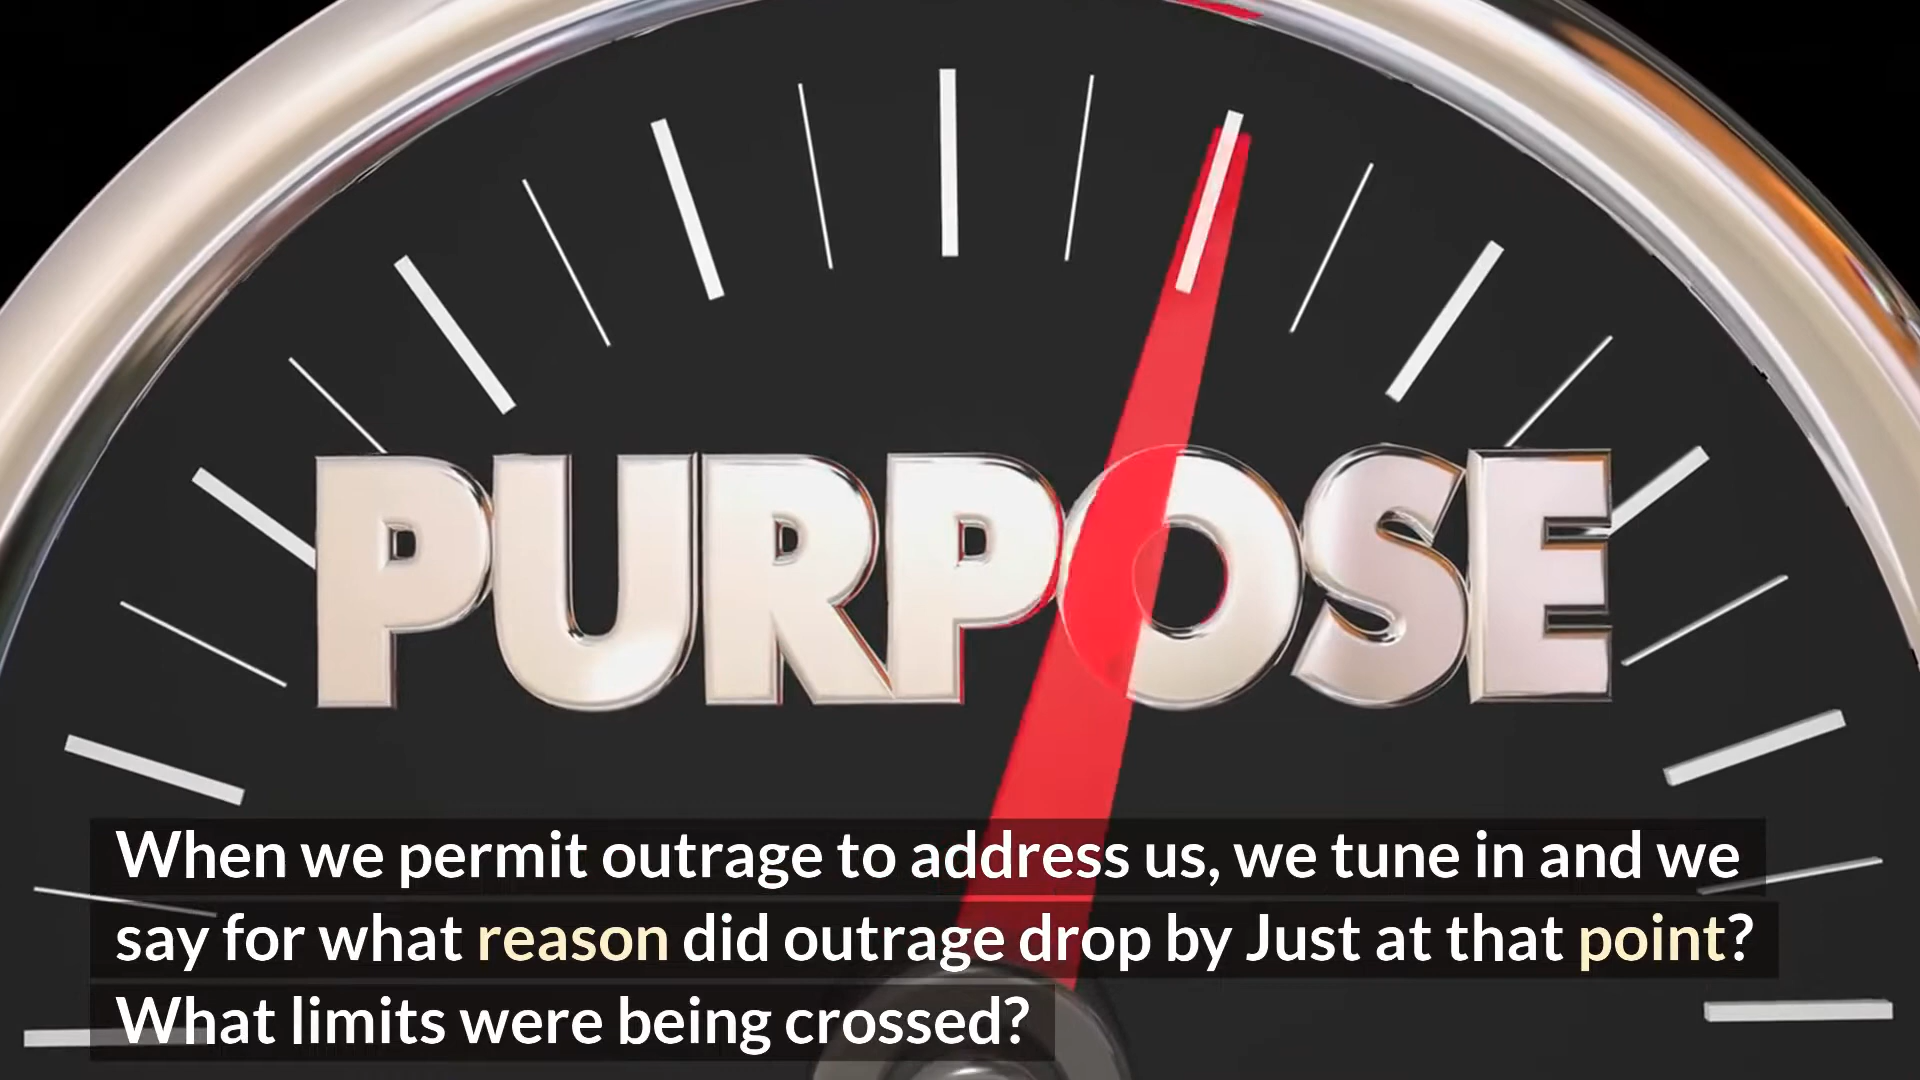 PURPOSE
When we permit outrage to address us, we tune in and we
say for what reason did outrage drop by Just at that point?
What limits were being crossed?